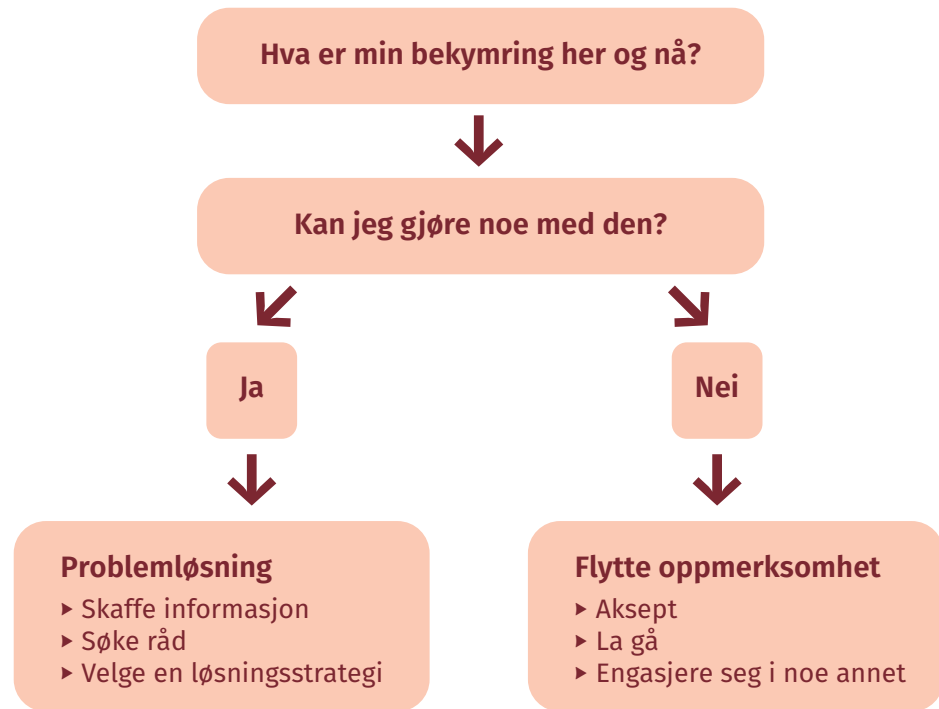 Hva er min bekymring her og nå?
Kan jeg gjøre noe med den?
Ja
Nei
Problemløsning
▸ Skaffe informasjon
▸ Søke råd
▸ Velge en løsningsstrategi
Flytte oppmerksomhet
▸ Aksept
▸ La gå
▸ Engasjere seg i noe annet